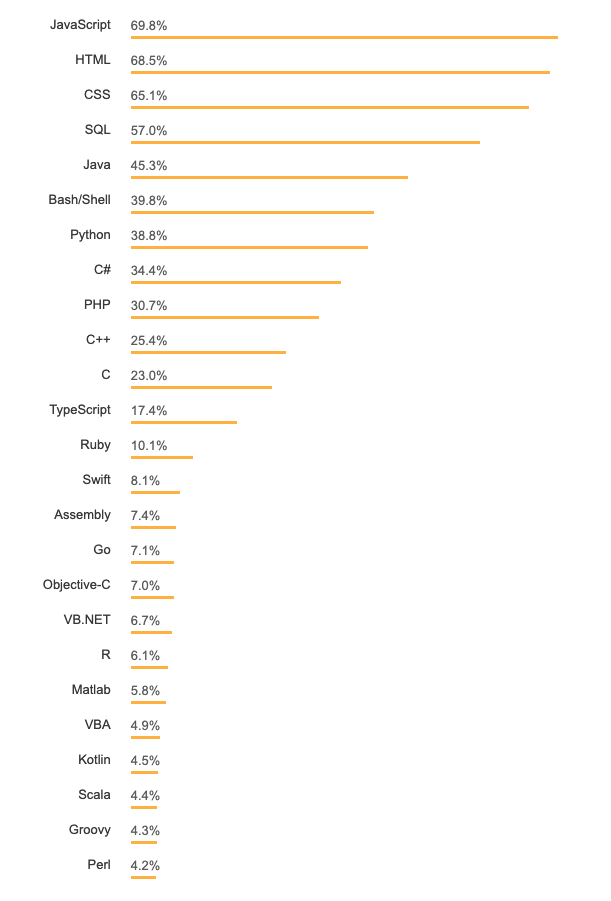 JavaScript 69.8%
HTML 68.5%
CSS 65.1%
SQL 57.0%
Java 45.3%
Bash/Shell 39.8%
Python 38.8%
C# 34.4%
PHP 30.7%
C++ 25.4%
C 23.0%
TypeScript 17.4%
Ruby 10.1%
Swift 8.1%
Assembly 7.4%
Go 7.1%
Objective-C 7.0%
VB.NET 6.7%
R 6.1%
Matlab 5.8%
VBA 4.9%
Kotlin 4.5%
Scala 4.4%
Groovy 4.3%
Perl 4.2%